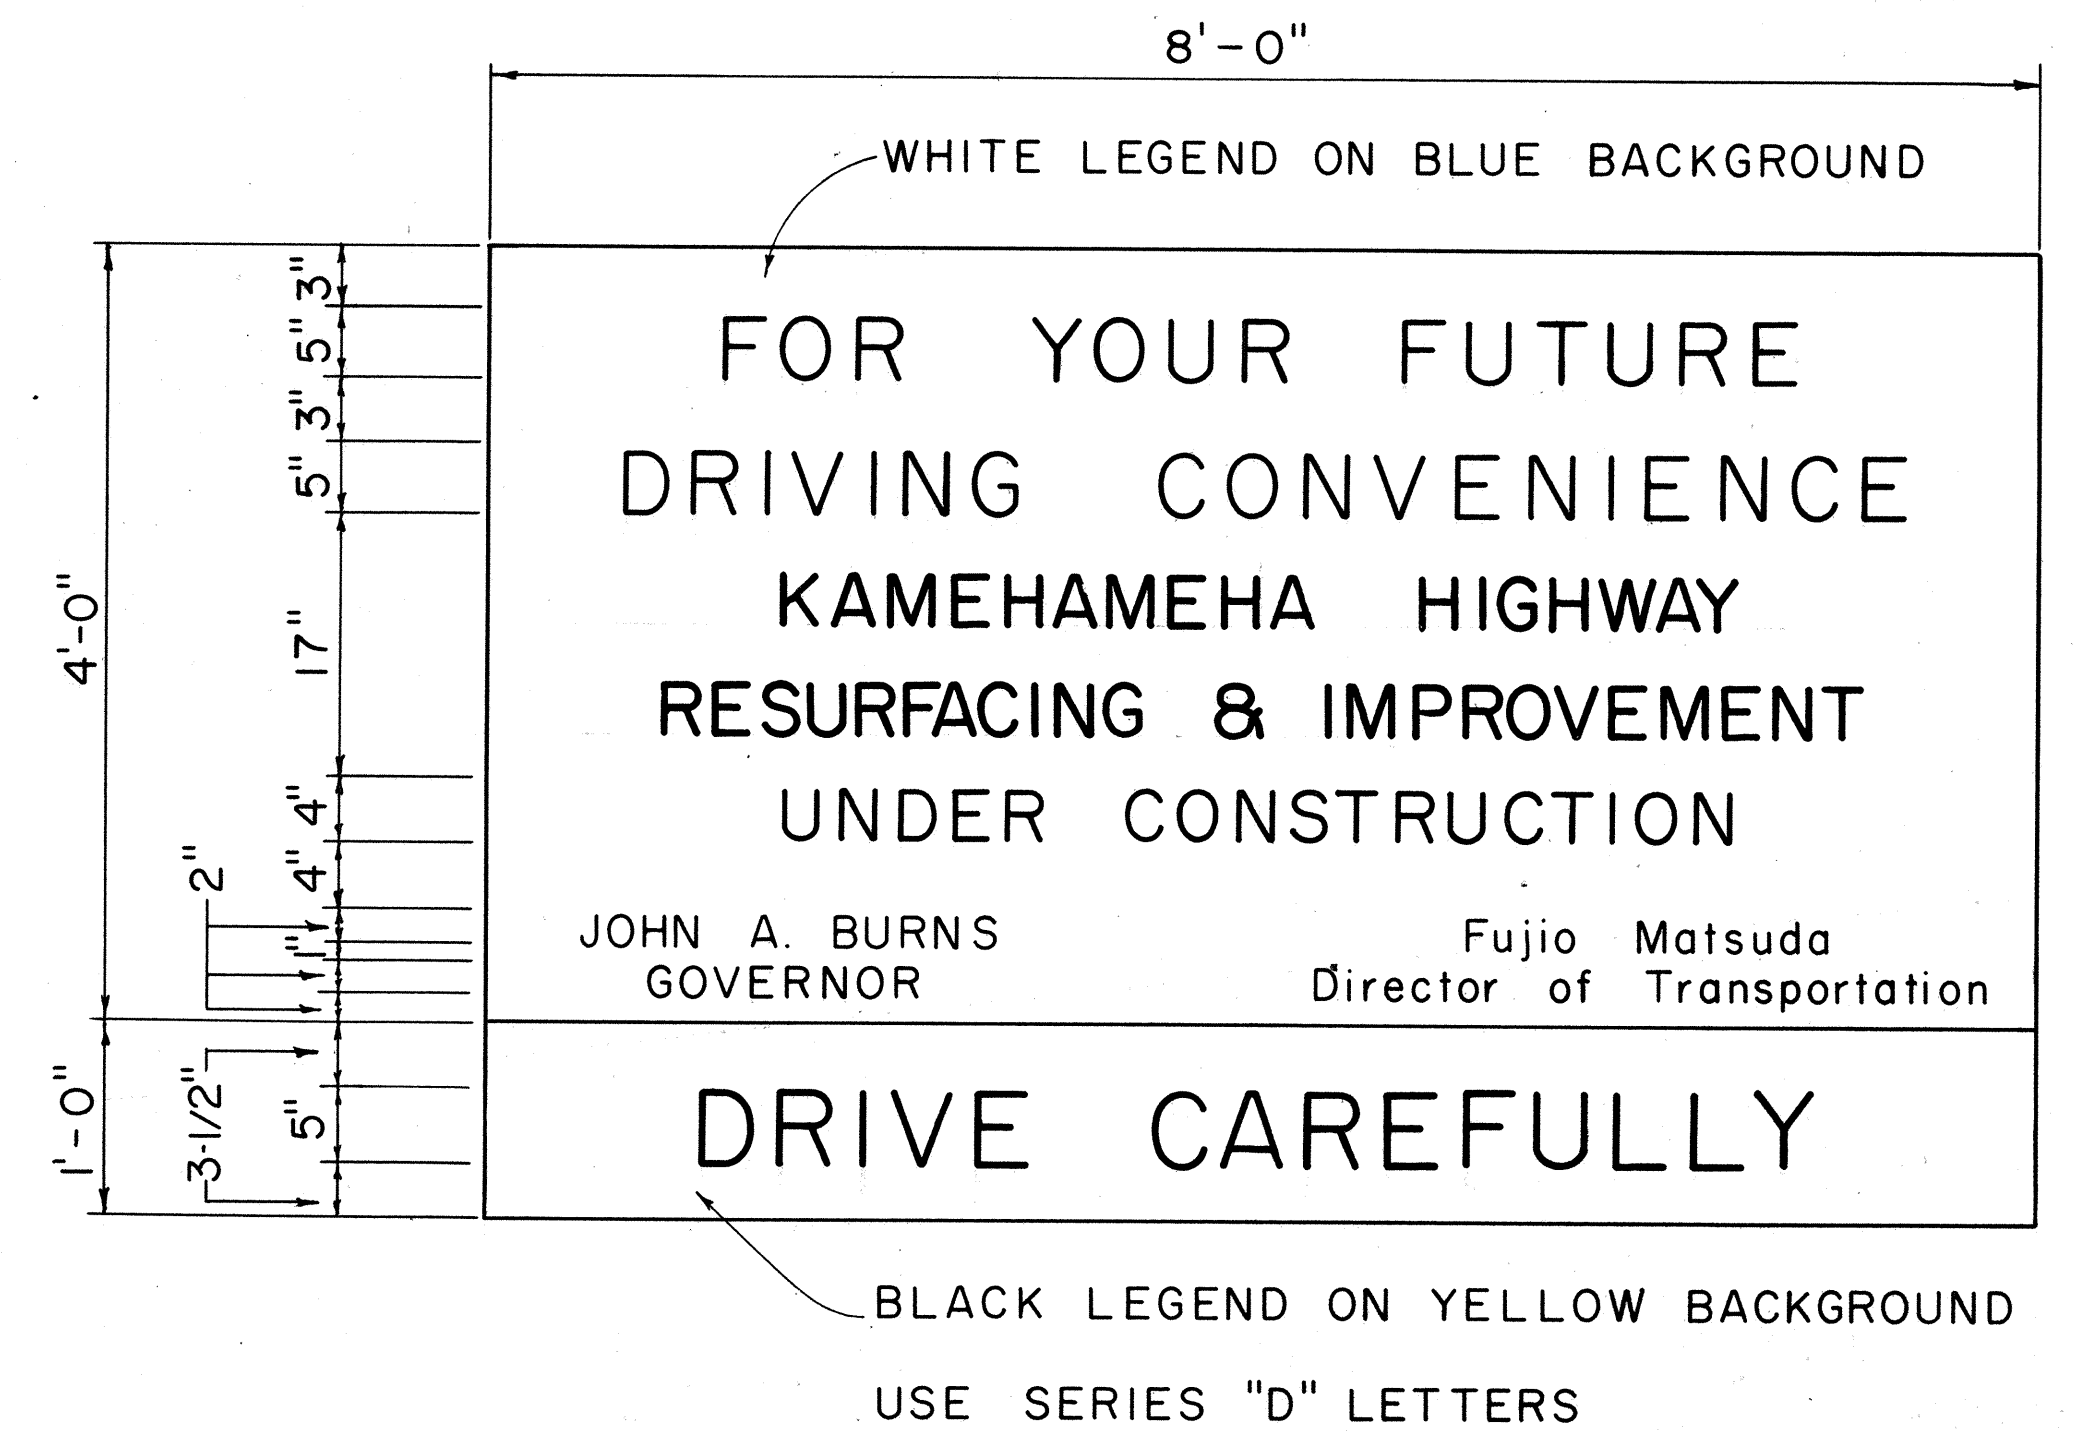 8'-0"
WHITE LEGEND ON BLUE BACKGROUND
3"
5"
3"
5"
17"
4"
4"
2"
1"
4'-0"
FOR YOUR FUTURE
DRIVING CONVENIENCE
KAMEHAMEHA HIGHWAY
RESURFACING & IMPROVEMENT
UNDER CONSTRUCTION
JOHN A. BURNS
GOVERNOR
Fujio Matsuda
Director of Transportation
1'-0"
3-1/2"
5"
DRIVE CAREFULLY
BLACK LEGEND ON YELLOW BACKGROUND
USE SERIES "D" LETTERS